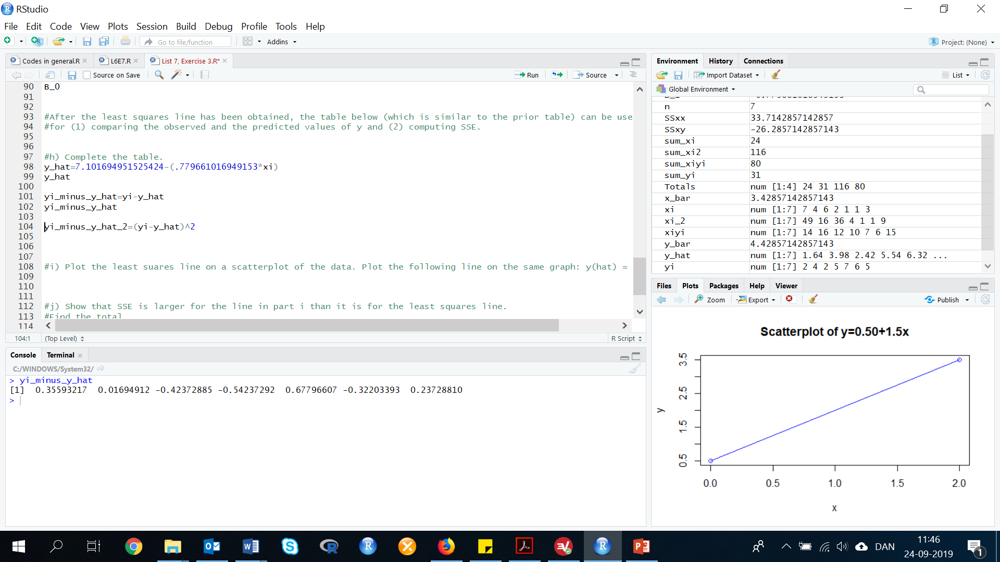 RStudio
File Edit Code View Plots Session Build Debug Profile Tools Help
Go to file/function Addins Project: (None)
Codes in general.R L6E7.R List 7, Exercise 3.R*
Source on Save Run Source
90 B_0
91
92
93 #After the least squares line has been obtained, the table below (which is similar to the prior table) can be use
94 #for (1) comparing the observed and the predicted values of y and (2) computing SSE.
95
96
97 #h) Complete the table.
98 y_hat=7.101694951525424-(.779661016949153*xi)
99 y_hat
100
101 yi_minus_y_hat=yi-y_hat
102 yi_minus_y_hat
103
104 yi_minus_y_hat_2=(yi-y_hat)^2
105
106
107
108 #i) Plot the least suares line on a scatterplot of the data. Plot the following line on the same graph: y(hat) =
109
110
111
112 #j) Show that SSE is larger for the line in part i than it is for the least squares line.
113 #Find the total
114
104:1 (Top Level) R Script
Console Terminal
C:/WINDOWS/System32/
> yi_minus_y_hat
[1] 0.35593217 0.01694912 -0.42372885 -0.54237292 0.67796607 -0.32203393 0.23728810
>
Environment History Connections
Import Dataset List
Global Environment
n 7
SSxx 33.7142857142857
SSxy -26.2857142857143
sum_xi 24
sum_xi2 116
sum_xiyi 80
sum_yi 31
Totals num [1:4] 24 31 116 80
x_bar 3.42857142857143
xi num [1:7] 7 4 6 2 1 1 3
xi_2 num [1:7] 49 16 36 4 1 1 9
xiyi num [1:7] 14 16 12 10 7 6 15
y_bar 4.42857142857143
y_hat num [1:7] 1.64 3.98 2.42 5.54 6.32 ...
yi num [1:7] 2 4 2 5 7 6 5
Files Plots Packages Help Viewer
Zoom Export Publish
Scatterplot of y=0.50+1.5x
y
3.5
2.5
1.5
0.5
0.0 0.5 1.0 1.5 2.0
x
DAN
11:46
24-09-2019
1